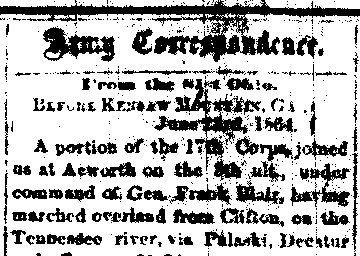 Army Correspondence.
From the 81st Ohio.
BEFORE KENESAW MOUNTAIN, GA.,
June 22nd, 1864.
A portion of the 17th Corps, joined
us at Acworth on the 8th ult., under
command of Gen. Frank Blair, having
marched overland from Clifton, on the
Tennessee river, via Pulaski, Decatur